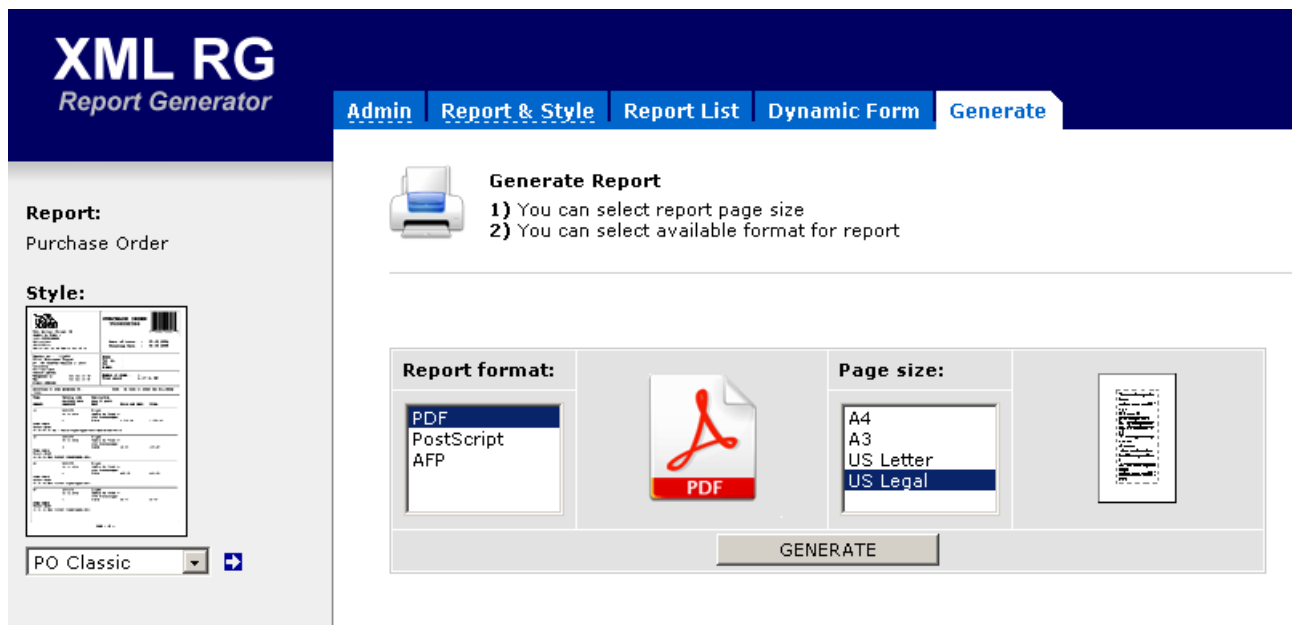 XML RG
Report Generator
Admin
Report & Style
Report List
Dynamic Form
Generate
Report:
Purchase Order
Style:
PO Classic
Generate Report
1) You can select report page size
2) You can select available format for report
Report format:
PDF
PostScript
AFP
PDF
Page size:
A4
A3
US Letter
US Legal
GENERATE